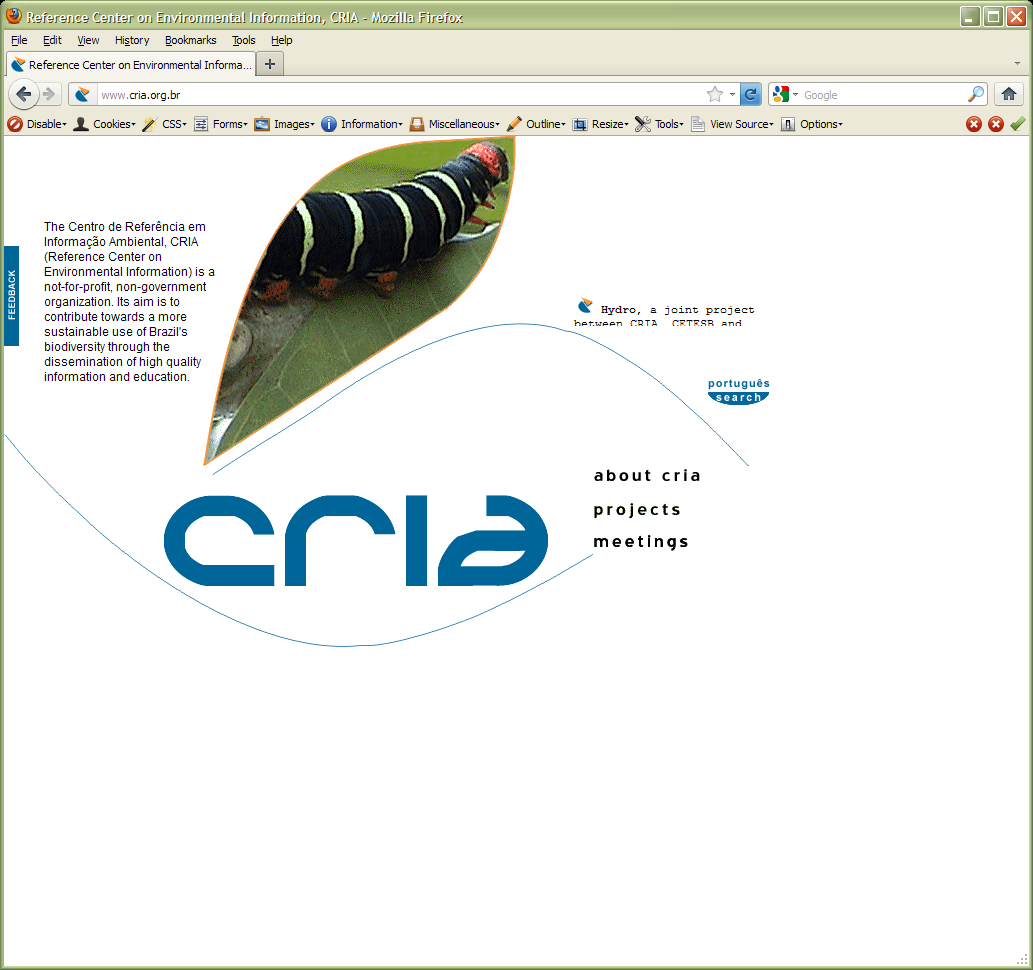 Reference Center on Environmental Information, CRIA - Mozilla Firefox
File Edit View History Bookmarks Tools Help
Reference Center on Environmental Informa...
www.cria.org.br
Google
Disable Cookies CSS Forms Images Information Miscellaneous Outline Resize Tools View Source Options
The Centro de Referência em
Informação Ambiental, CRIA
(Reference Center on
Environmental Information) is a
not-for-profit, non-government
organization. Its aim is to
contribute towards a more
sustainable use of Brazil's
biodiversity through the
dissemination of high quality
information and education.
FEEDBACK
Hydro, a joint project
between CRIA, CETESB and
português
search
cria
about cria
projects
meetings